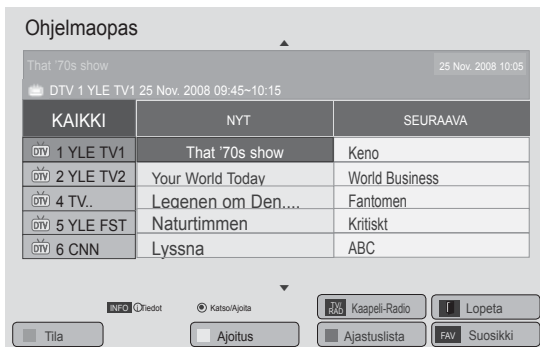 Ohjelmaopas
That '70s show 25 Nov. 2008 10:05
DTV 1 YLE TV1 25 Nov. 2008 09:45~10:15
KAIKKI NYT SEURAAVA
DTV 1 YLE TV1 That '70s show Keno
DTV 2 YLE TV2 Your World Today World Business
DTV 4 TV.. Legenen om Den.... Fantomen
DTV 5 YLE FST Naturtimmen Kritiskt
DTV 6 CNN Lyssna ABC
INFO ⓘTiedot Katso/Ajoita TV/RAD Kaapeli-Radio Lopeta
Tila Ajoitus Ajastuslista FAV Suosikki